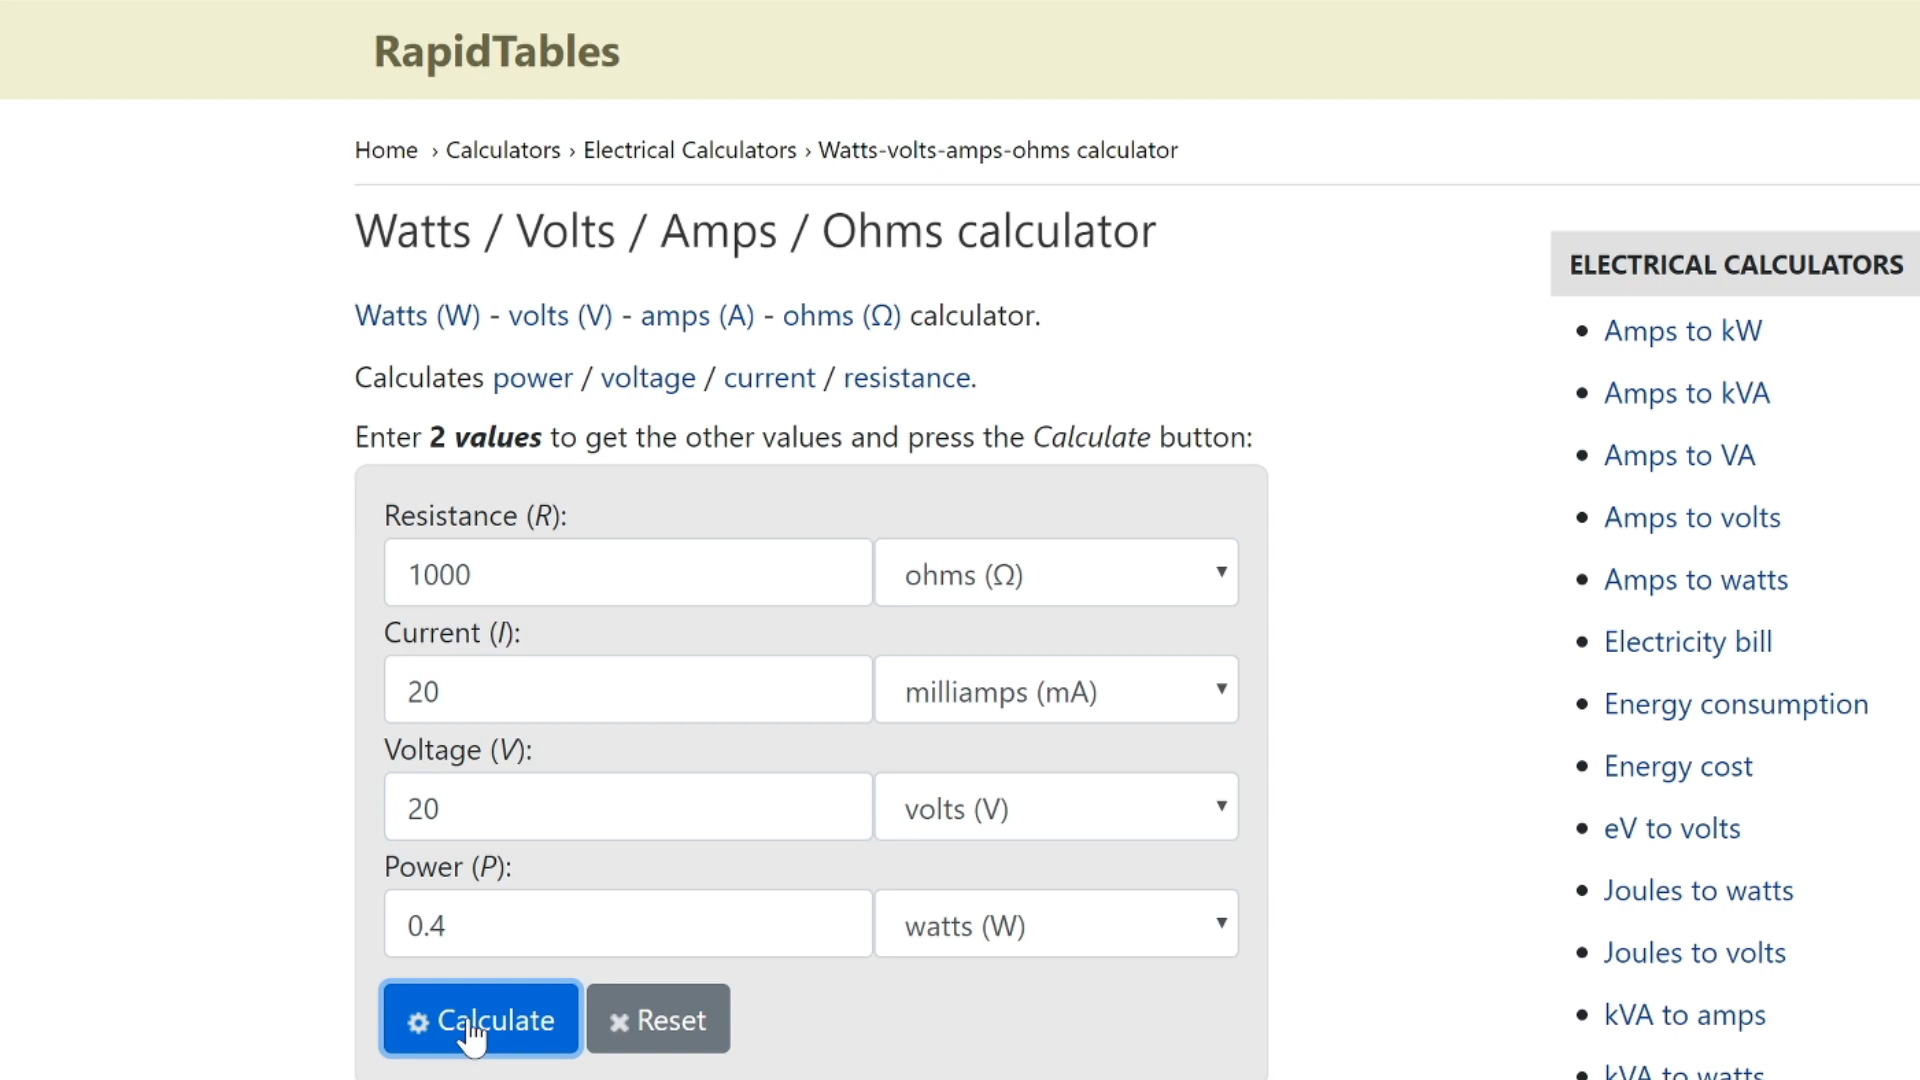 RapidTables
Home › Calculators › Electrical Calculators › Watts-volts-amps-ohms calculator
Watts / Volts / Amps / Ohms calculator
Watts (W) - volts (V) - amps (A) - ohms (Ω) calculator.
Calculates power / voltage / current / resistance.
Enter 2 values to get the other values and press the Calculate button:
Resistance (R):
1000
ohms (Ω)
Current (I):
20
milliamps (mA)
Voltage (V):
20
volts (V)
Power (P):
0.4
watts (W)
Calculate
Reset
ELECTRICAL CALCULATORS
Amps to kW
Amps to kVA
Amps to VA
Amps to volts
Amps to watts
Electricity bill
Energy consumption
Energy cost
eV to volts
Joules to watts
Joules to volts
kVA to amps
kVA to watts